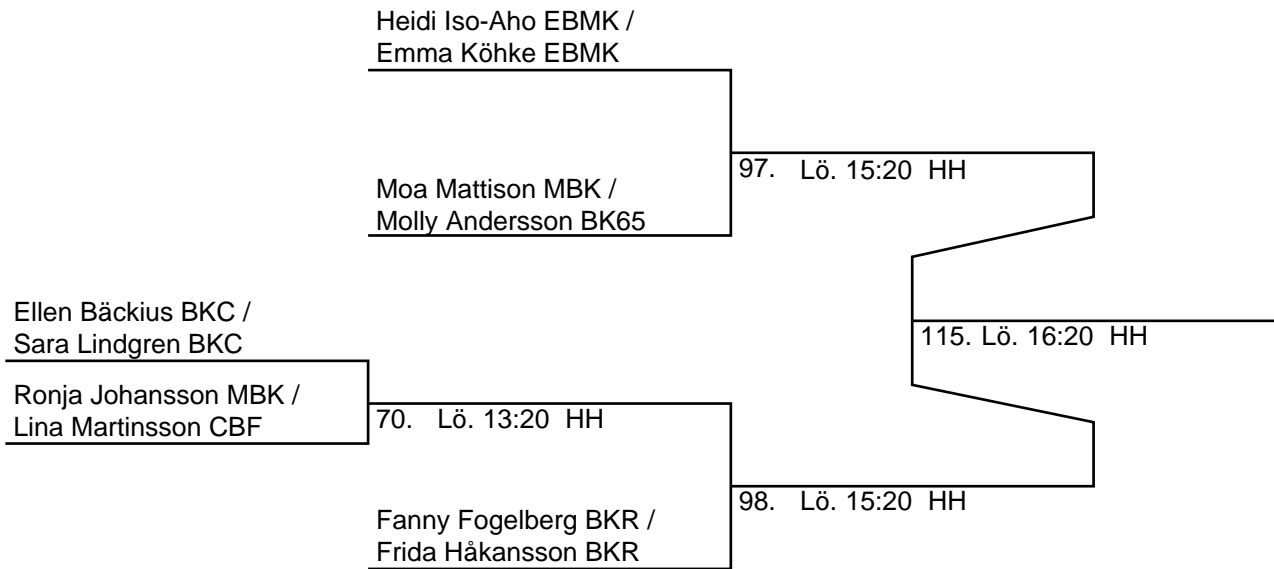 Heidi Iso-Aho EBMK /
Emma Köhke EBMK
97. Lö. 15:20 HH
Moa Mattison MBK /
Molly Andersson BK65
Ellen Bäckius BKC /
Sara Lindgren BKC
115. Lö. 16:20 HH
Ronja Johansson MBK /
Lina Martinsson CBF
70. Lö. 13:20 HH
98. Lö. 15:20 HH
Fanny Fogelberg BKR /
Frida Håkansson BKR